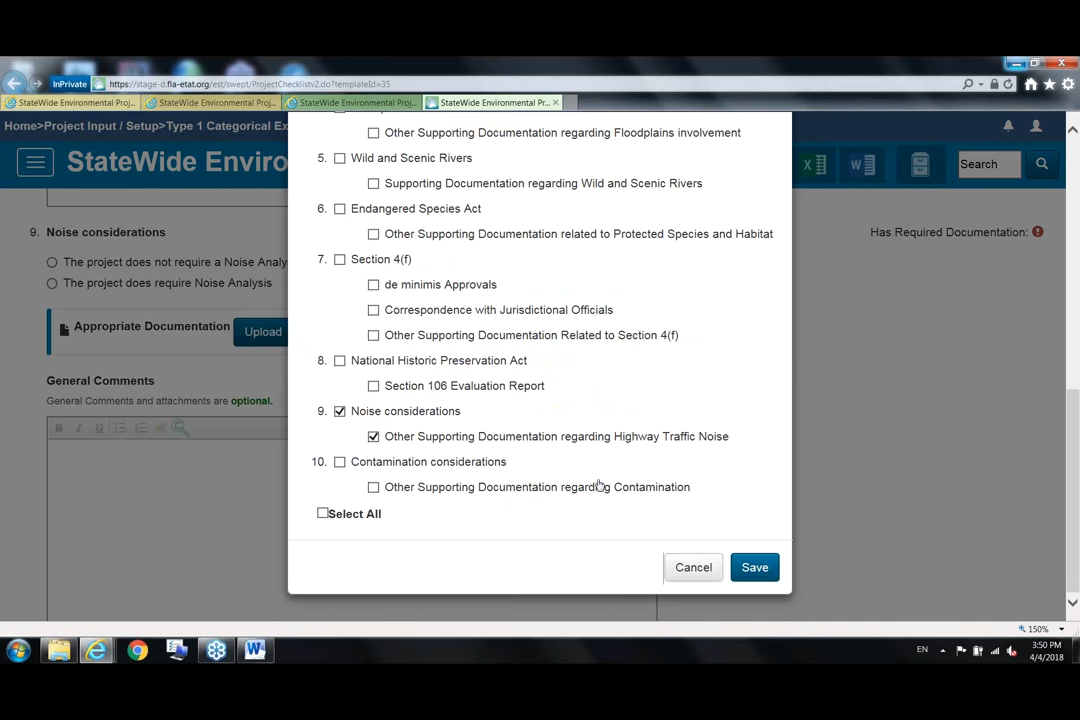 InPrivate
https://stage-d.fla-etat.org/est/swept/ProjectChecklistv2.do?templateId=35
StateWide Environmental Proj...
StateWide Environmental Proj...
StateWide Environmental Proj...
StateWide Environmental Pr...
Home>Project Input / Setup>Type 1 Categorical Ex
StateWide Enviro
Search
9. Noise considerations
Has Required Documentation:
The project does not require a Noise Analy
The project does require Noise Analysis
Appropriate Documentation
Upload
General Comments
General Comments and attachments are optional.
B I U
Other Supporting Documentation regarding Floodplains involvement
5. Wild and Scenic Rivers
Supporting Documentation regarding Wild and Scenic Rivers
6. Endangered Species Act
Other Supporting Documentation related to Protected Species and Habitat
7. Section 4(f)
de minimis Approvals
Correspondence with Jurisdictional Officials
Other Supporting Documentation Related to Section 4(f)
8. National Historic Preservation Act
Section 106 Evaluation Report
9. Noise considerations
Other Supporting Documentation regarding Highway Traffic Noise
10. Contamination considerations
Other Supporting Documentation regarding Contamination
Select All
Cancel
Save
150%
EN
3:50 PM
4/4/2018